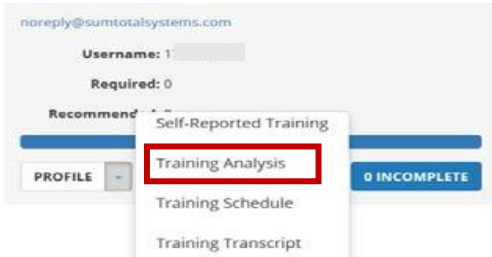 noreply@sumtotalsystems.com
Username: 1
Required: 0
Recommend
Self-Reported Training
Training Analysis
PROFILE
0 INCOMPLETE
Training Schedule
Training Transcript